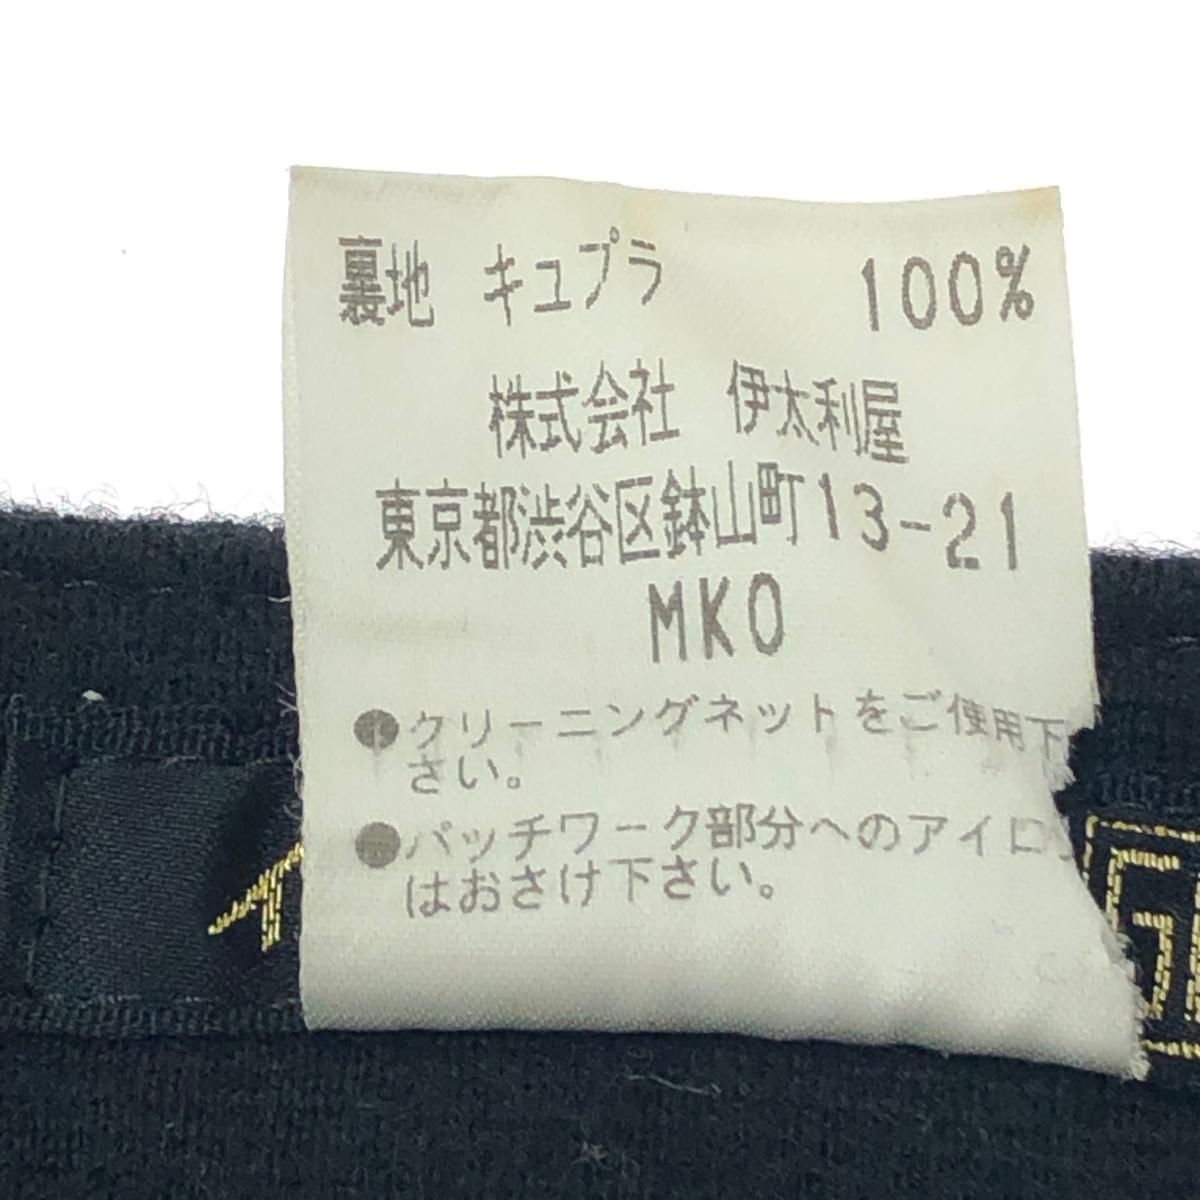 裏地 キュプラ 100%
株式会社 伊太利屋
東京都渋谷区鉢山町13-21
MKO
●クリーニングネットをご使用下
さい。
●パッチワーク部分へのアイロ
はおさけ下さい。